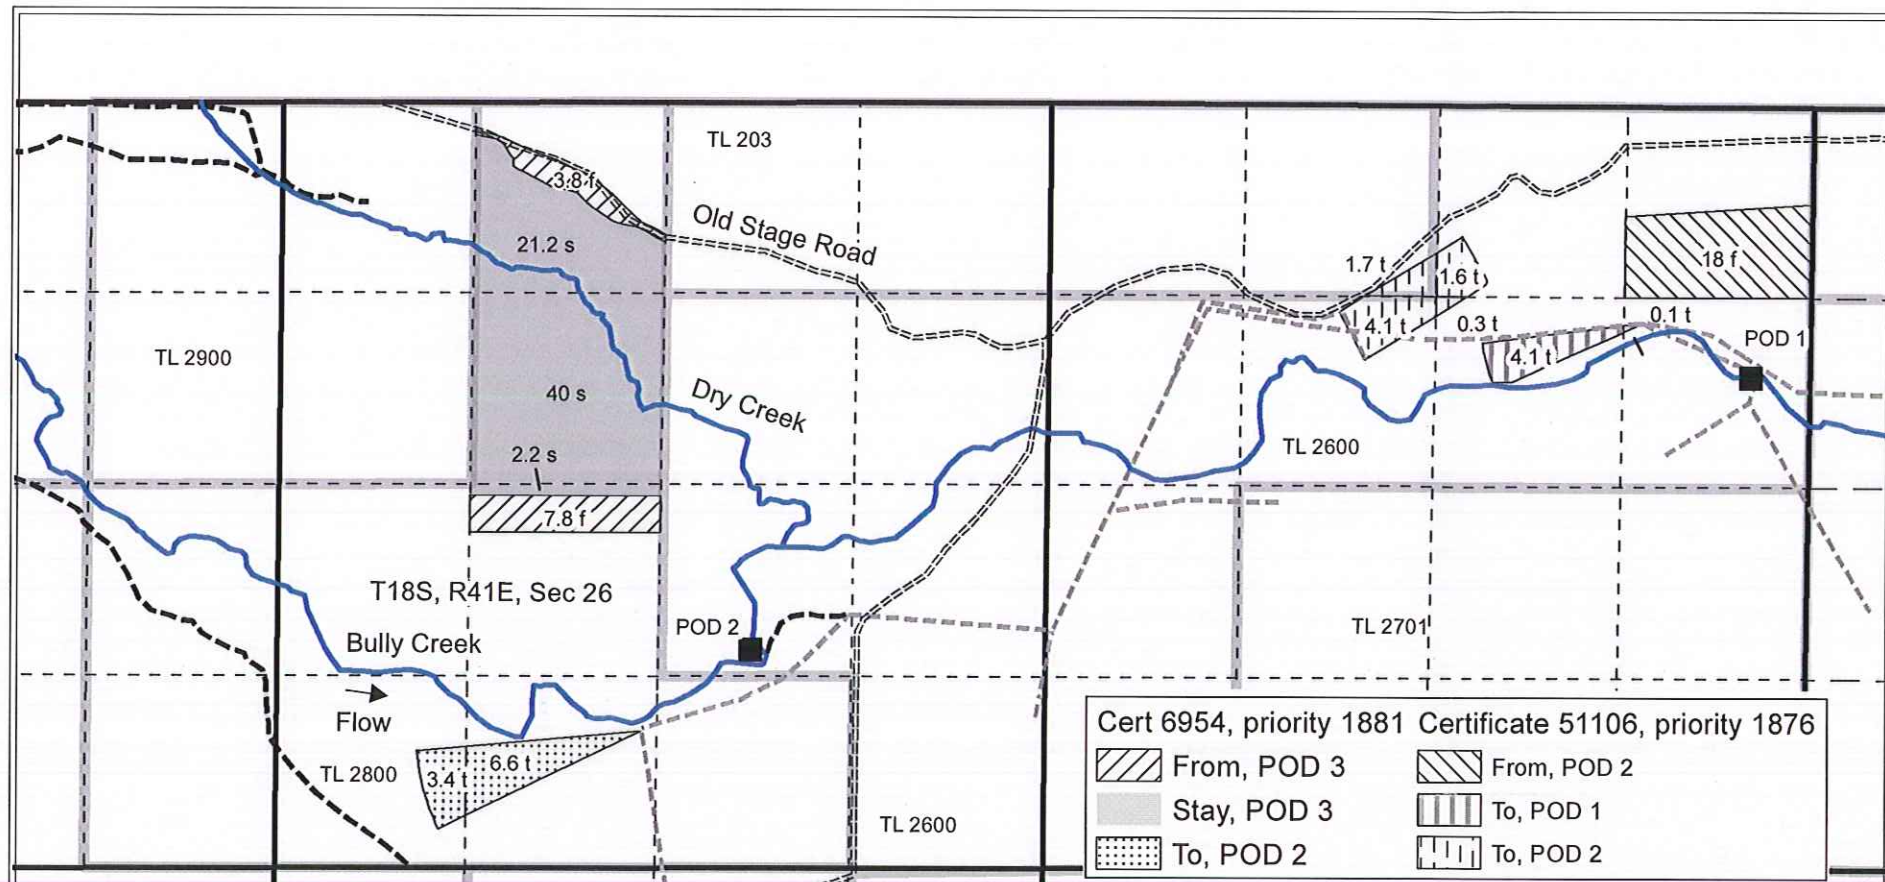 TL 203
3.8 f
Old Stage Road
21.2 s
1.7 t
1.6 t
18 f
4.1 t
0.3 t
0.1 t
POD 1
4.1 t
TL 2900
40 s
Dry Creek
2.2 s
TL 2600
7.8 f
T18S, R41E, Sec 26
POD 2
TL 2701
Bully Creek
Flow
TL 2800
3.4 t
6.6 t
TL 2600
Cert 6954, priority 1881
From, POD 3
Stay, POD 3
To, POD 2
Certificate 51106, priority 1876
From, POD 2
To, POD 1
To, POD 2